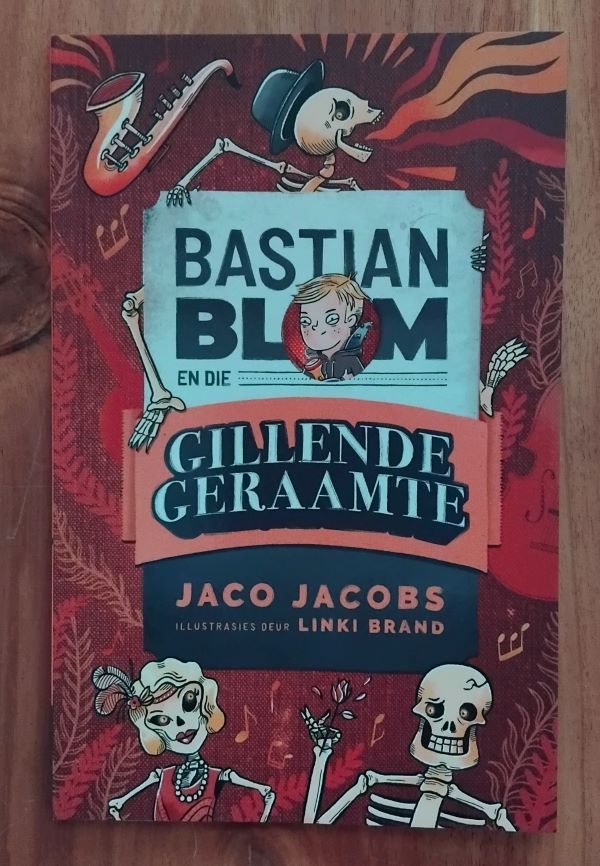 BASTIAN
BLOM
EN DIE
GILLENDE
GERAAMTE
JACO JACOBS
ILLUSTRASIES DEUR LINKI BRAND